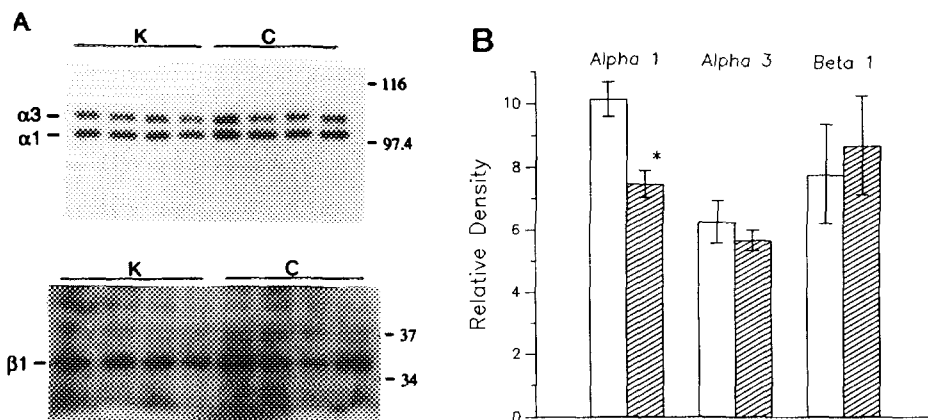 A
K C
116
α3
α1
97.4
K C
37
β1
34
B
Alpha 1 Alpha 3 Beta 1
Relative Density
10
8
6
4
2
0
*